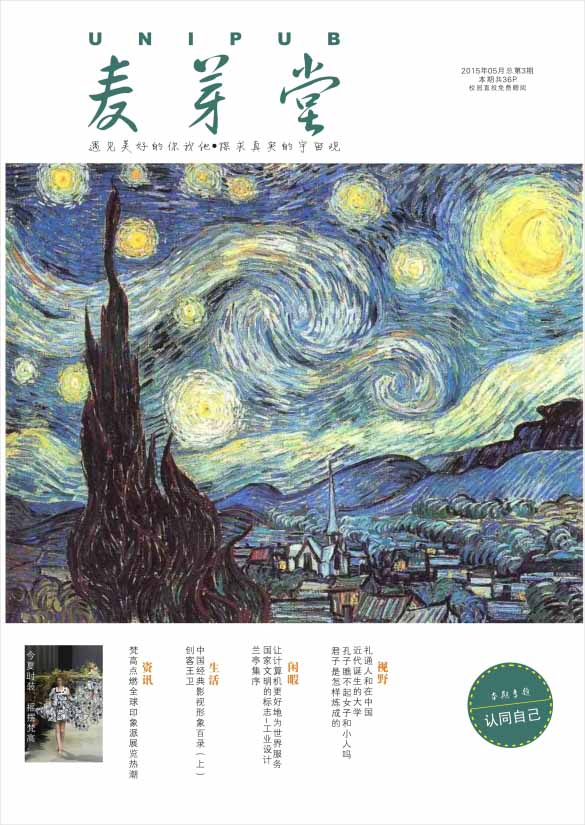 UNIPUB
麦芽堂
遇见美好的你我他•探求真实的宇宙观
2015年05月总第3期
本期共36P
校园直投免费赠阅
视野
礼通人和在中国
近代诞生的大学
孔子瞧不起女子和小人吗
君子是怎样炼成的
闲暇
让计算机更好地为世界服务
国家文明的标志—工业设计
兰亭集序
生活
中国经典影视形象百录（上）
创客王卫
资讯
梵高点燃全球印象派展览热潮
今夏时装：摇摆梵高
本期专题
认同自己